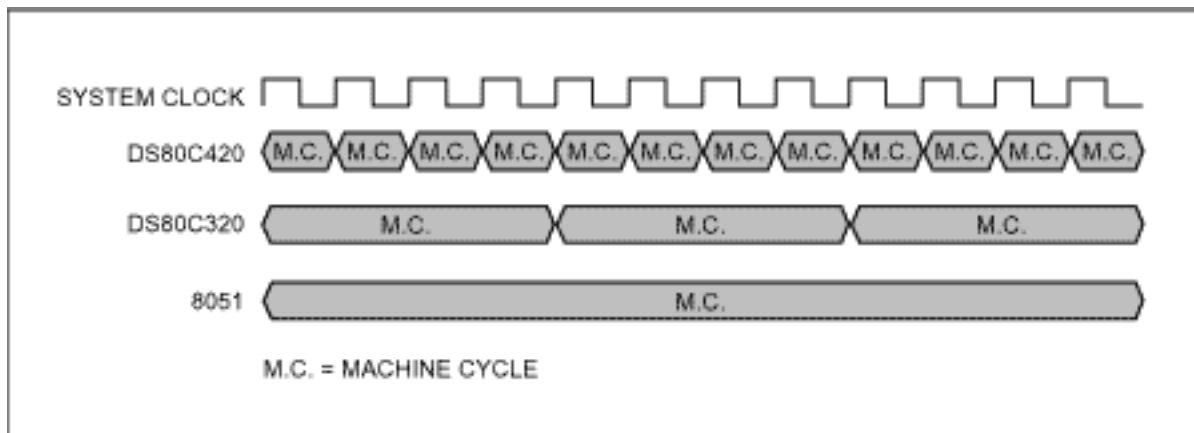 SYSTEM CLOCK
DS80C420 M.C. M.C. M.C. M.C. M.C. M.C. M.C. M.C. M.C. M.C. M.C. M.C.
DS80C320 M.C. M.C. M.C.
8051 M.C.
M.C. = MACHINE CYCLE